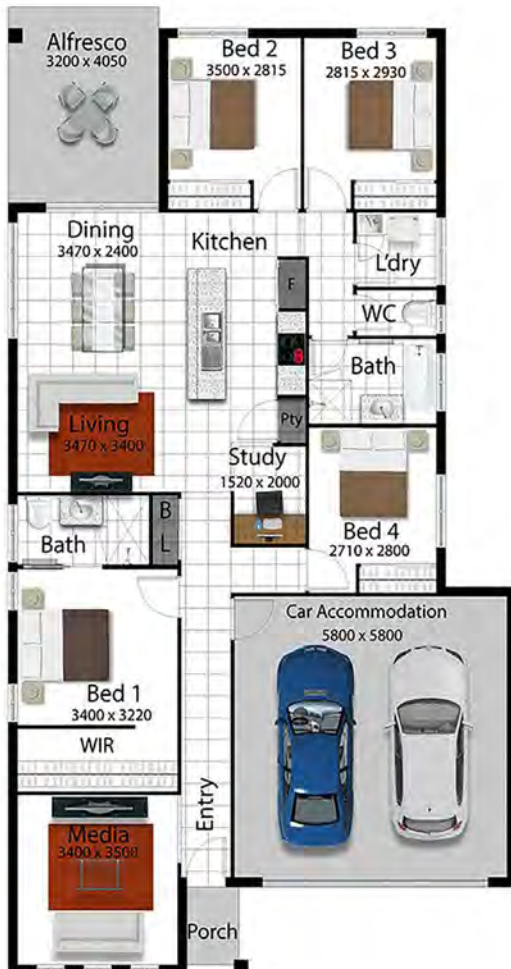 Alfresco
3200 x 4050
Bed 2
3500 x 2815
Bed 3
2815 x 2930
Dining
3470 x 2400
Kitchen
F
L'dry
WC
Bath
Pty
Living
3470 x 3400
Study
1520 x 2000
Bath
B
L
Bed 4
2710 x 2800
Car Accommodation
5800 x 5800
Bed 1
3400 x 3220
WIR
Entry
Media
3400 x 3500
Porch